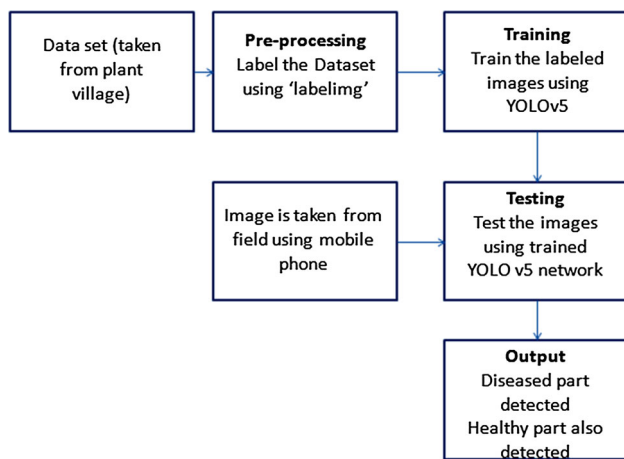 Data set (taken
from plant
village)
Pre-processing
Label the Dataset
using ‘labelimg’
Training
Train the labeled
images using
YOLOv5
Image is taken from
field using mobile
phone
Testing
Test the images
using trained
YOLO v5 network
Output
Diseased part
detected
Healthy part also
detected